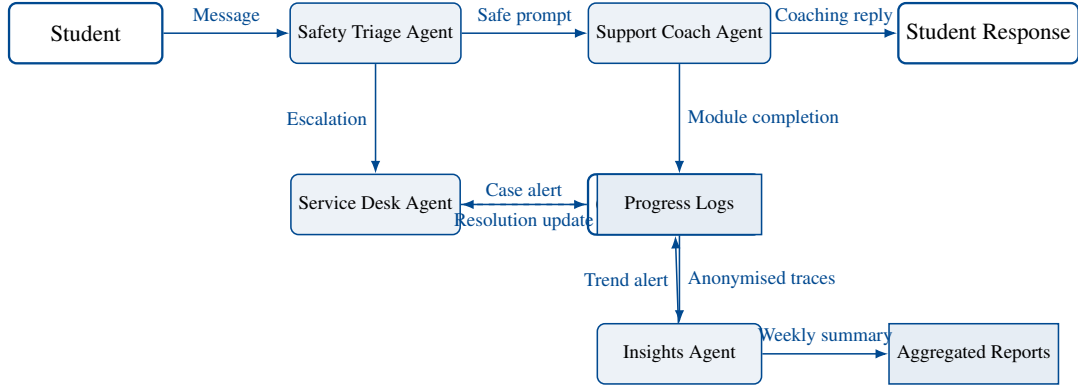 Message
Safe prompt
Coaching reply
Student
Safety Triage Agent
Support Coach Agent
Student Response
Escalation
Module completion
Case alert
Service Desk Agent
Progress Logs
Resolution update
Trend alert
Anonymised traces
Weekly summary
Insights Agent
Aggregated Reports